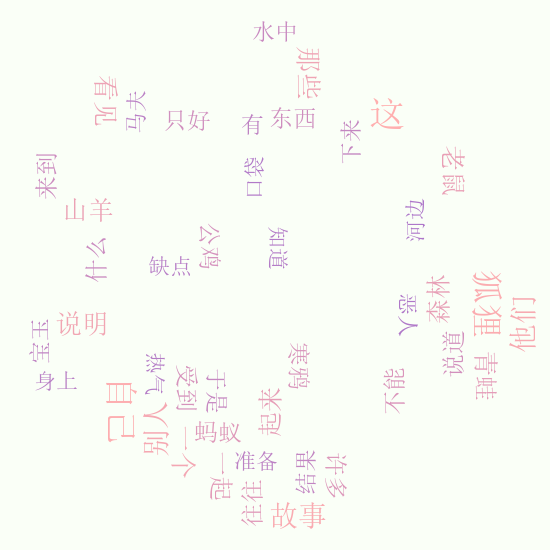 水中
那些
看见
马夫
只好
有
东西
这
下来
来到
口袋
老鼠
山羊
河边
公鸡
知道
什么
缺点
森林
狐狸
他们
恶人
说明
宝玉
说道
青蛙
身上
热气
受到
于是
寒鸦
不能
自己
别人
起来
蚂蚁
一个
一起
准备
结果
许多
往往
故事